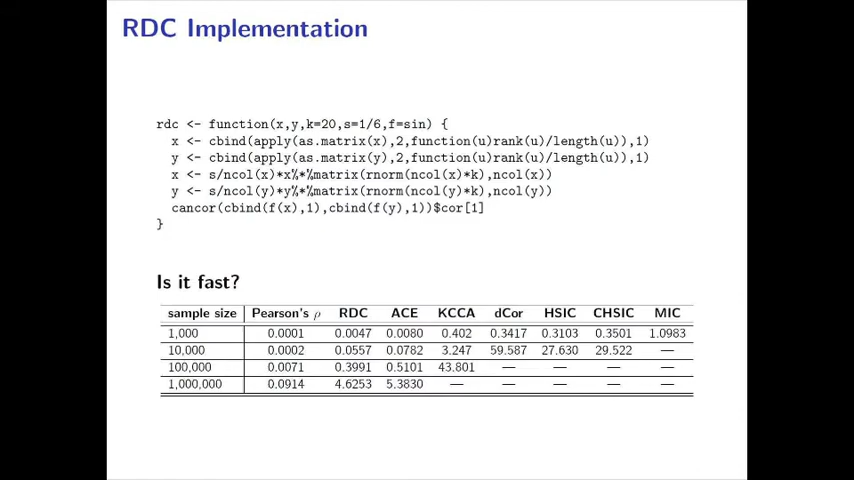 RDC Implementation
rdc <- function(x,y,k=20,s=1/6,f=sin) {
x <- cbind(apply(as.matrix(x),2,function(u)rank(u)/length(u)),1)
y <- cbind(apply(as.matrix(y),2,function(u)rank(u)/length(u)),1)
x <- s/ncol(x)*x%*%matrix(rnorm(ncol(x)*k),ncol(x))
y <- s/ncol(y)*y%*%matrix(rnorm(ncol(y)*k),ncol(y))
cancor(cbind(f(x),1),cbind(f(y),1))$cor[1]
}
Is it fast?
sample size Pearson's ρ RDC ACE KCCA dCor HSIC CHSIC MIC
1,000 0.0001 0.0047 0.0080 0.402 0.3417 0.3103 0.3501 1.0983
10,000 0.0002 0.0557 0.0782 3.247 59.587 27.630 29.522 —
100,000 0.0071 0.3991 0.5101 43.801 — — — —
1,000,000 0.0914 4.6253 5.3830 — — — — —